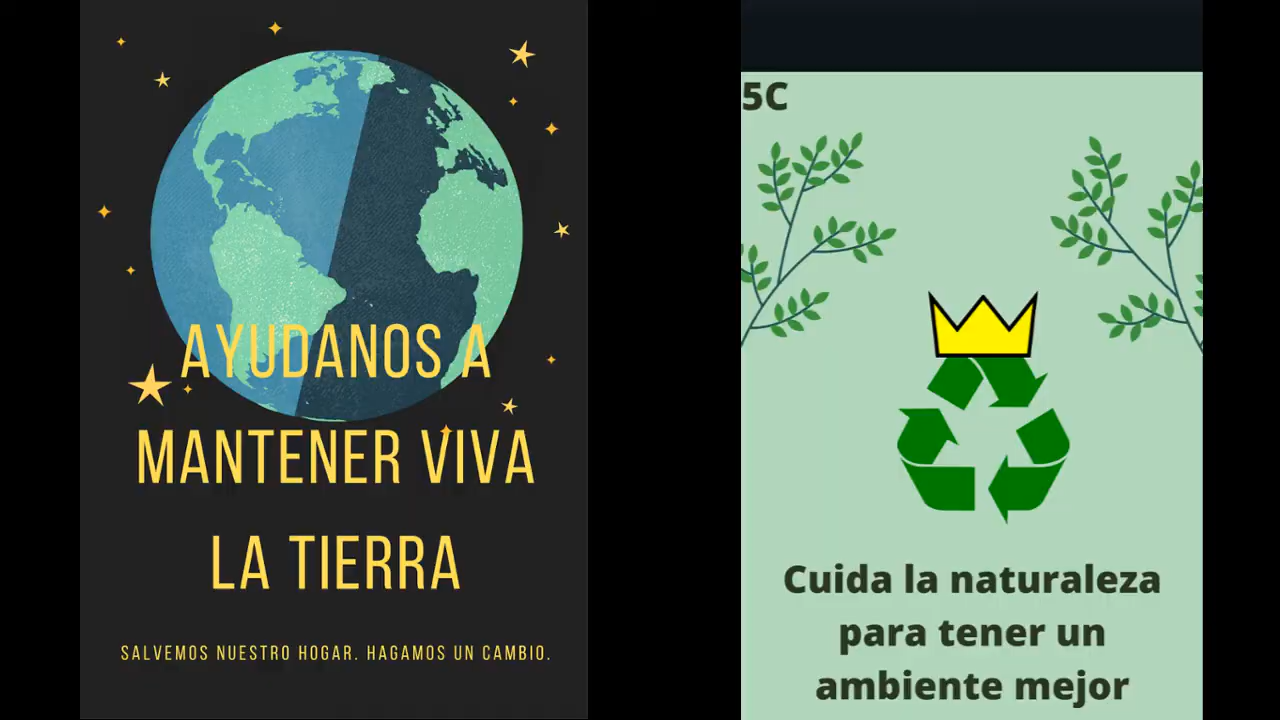 AYUDANOS A
MANTENER VIVA
LA TIERRA
SALVEMOS NUESTRO HOGAR. HAGAMOS UN CAMBIO.
5C
Cuida la naturaleza
para tener un
ambiente mejor